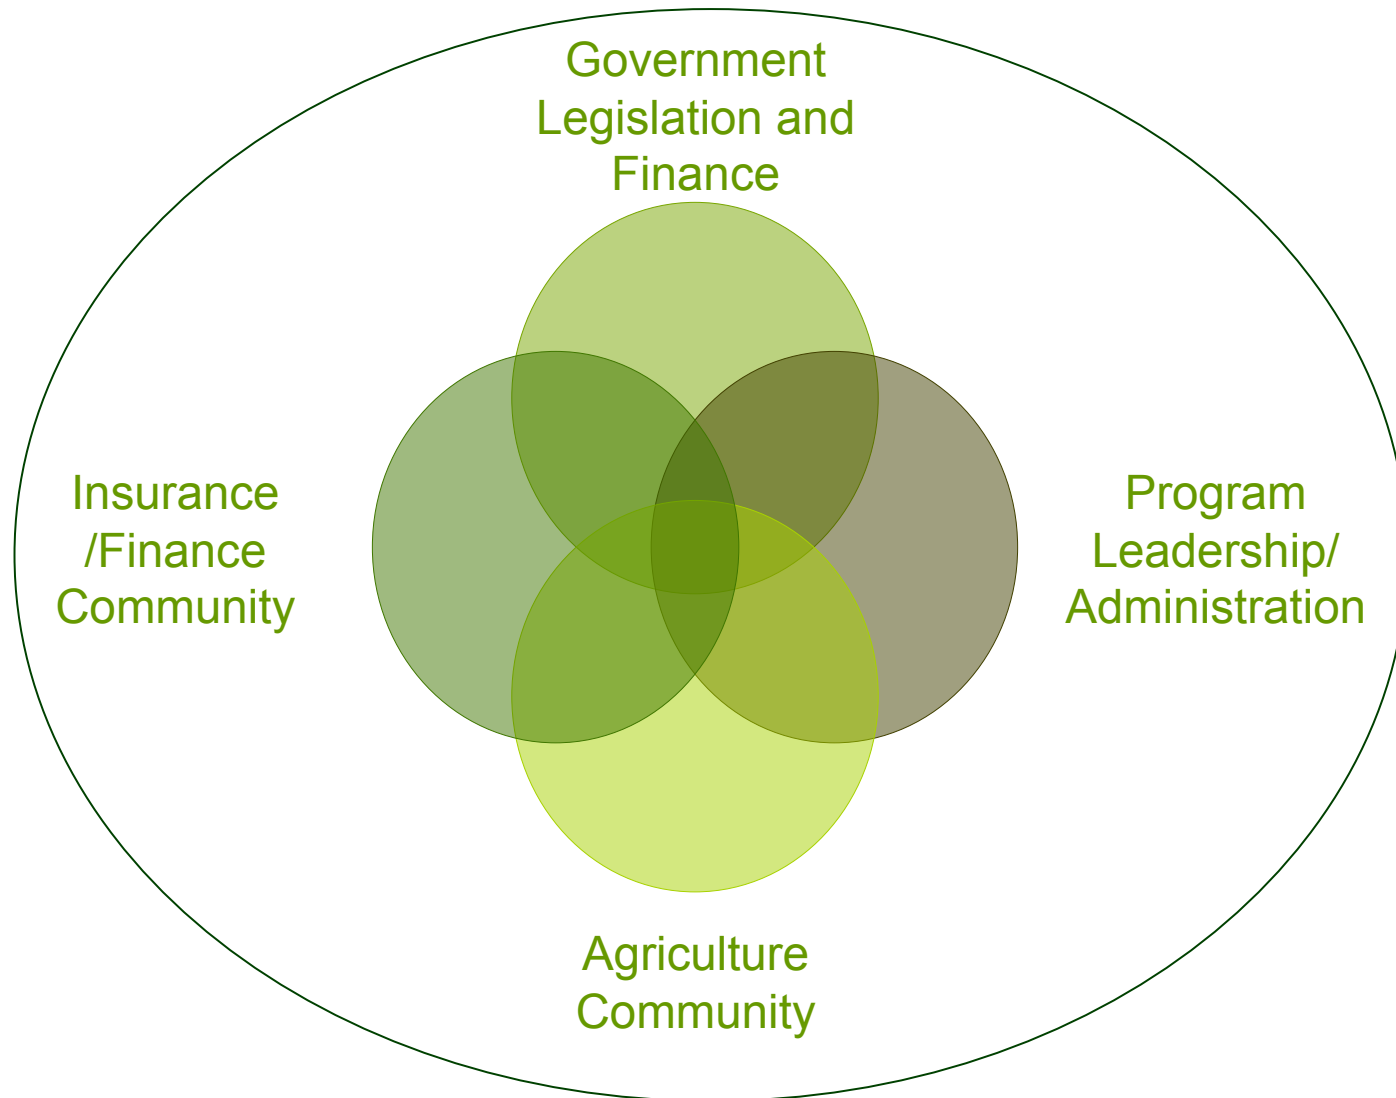 Government
Legislation and
Finance
Insurance
/Finance
Community
Program
Leadership/
Administration
Agriculture
Community